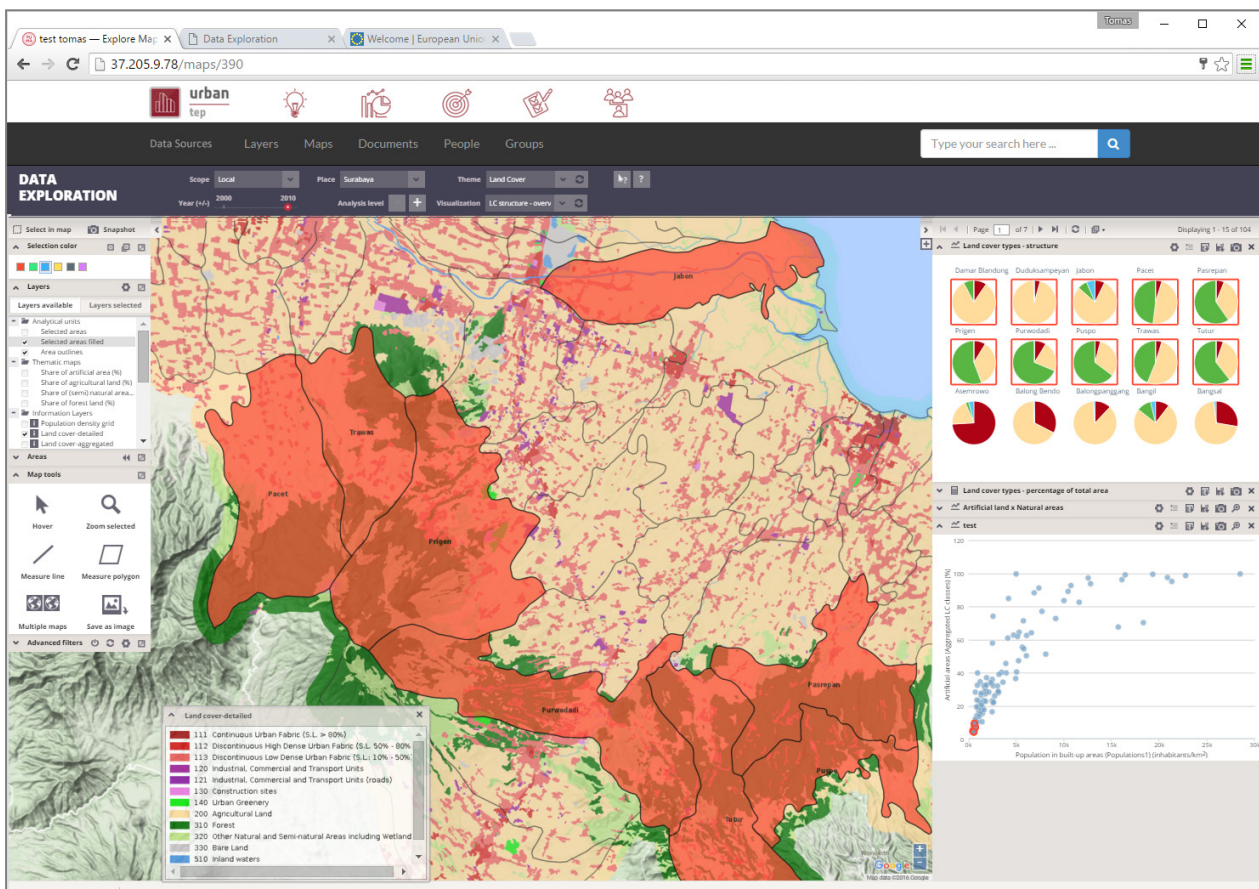 Tomas
test tomas — Explore Map
Data Exploration
Welcome | European Unio
37.205.9.78/maps/390
urban
tep
Data Sources Layers Maps Documents People Groups
Type your search here ...
DATA
EXPLORATION
Scope Local Place Surabaya Theme Land Cover
Year (+/-) 2000 2010 Analysis level Visualization LC structure - overv
Select in map Snapshot
Selection color
Layers
Layers available Layers selected
Analytical units
Selected areas
Selected areas filled
Area outlines
Thematic maps
Share of artificial area (%)
Share of agricultural land (%)
Share of (semi) natural area...
Share of forest land (%)
Information Layers
Population density grid
Land cover-detailed
Land cover-aggregated
Areas
Map tools
Hover Zoom selected
Measure line Measure polygon
Multiple maps Save as image
Advanced filters
Jabon
Trawas
Pacet
Prigen
Pasrepan
Purwodadi
Puspo
Tutur
Land cover-detailed
111 Continuous Urban Fabric (S.L. > 80%)
112 Discontinuous High Dense Urban Fabric (S.L. 50% - 80%
113 Discontinuous Low Dense Urban Fabric (S.L.: 10% - 50%
120 Industrial, Commercial and Transport Units
121 Industrial, Commercial and Transport Units (roads)
130 Construction sites
140 Urban Greenery
200 Agricultural Land
310 Forest
320 Other Natural and Semi-natural Areas including Wetland
330 Bare Land
510 Inland waters
Google
Map data ©2016 Google
Page 1 of 7 Displaying 1 - 15 of 104
Land cover types - structure
Damar Blandung Duduksampeyan Jabon Pacet Pasrepan
Prigen Purwodadi Puspo Trawas Tutur
Asemrowo Balong Bendo Balongpanggang Bangil Bangsal
Land cover types - percentage of total area
Artificial land x Natural areas
test
Artificial areas (Aggregated LC classes) (%)
120
100
80
60
40
20
0
0k 5k 10k 15k 20k 25k 30k
Population in built-up areas (Populations1) (inhabitants/km²)